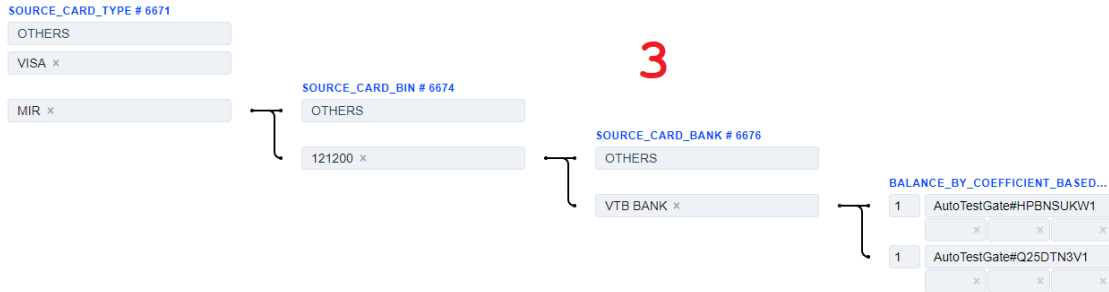 SOURCE_CARD_TYPE # 6671
OTHERS
VISA ×
MIR ×
3
SOURCE_CARD_BIN # 6674
OTHERS
121200 ×
SOURCE_CARD_BANK # 6676
OTHERS
VTB BANK ×
BALANCE_BY_COEFFICIENT_BASED...
1 AutoTestGate#HPBNSUKW1
× × ×
1 AutoTestGate#Q25DTN3V1
× × ×